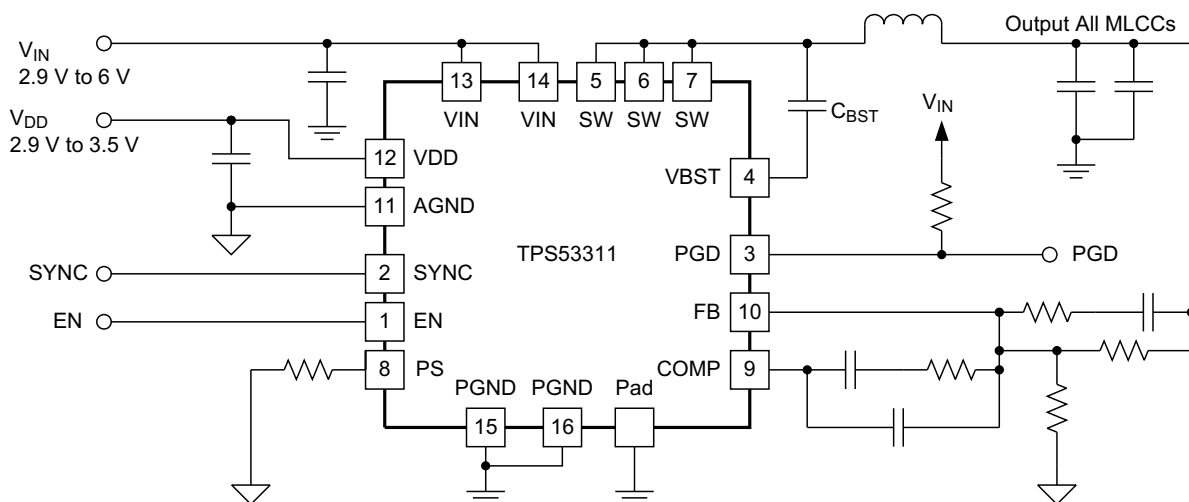 Output All MLCCs
V_IN
2.9 V to 6 V
13
14
5
6
7
VIN
VIN
SW
SW
SW
C_BST
V_IN
V_DD
2.9 V to 3.5 V
12
VDD
VBST
4
11
AGND
TPS53311
PGD
3
PGD
SYNC
2
SYNC
FB
10
EN
1
EN
COMP
9
8
PS
PGND
PGND
Pad
15
16